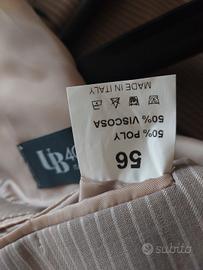 56
50% POLY
50% VISCOSA
MADE IN ITALY
UB
subito